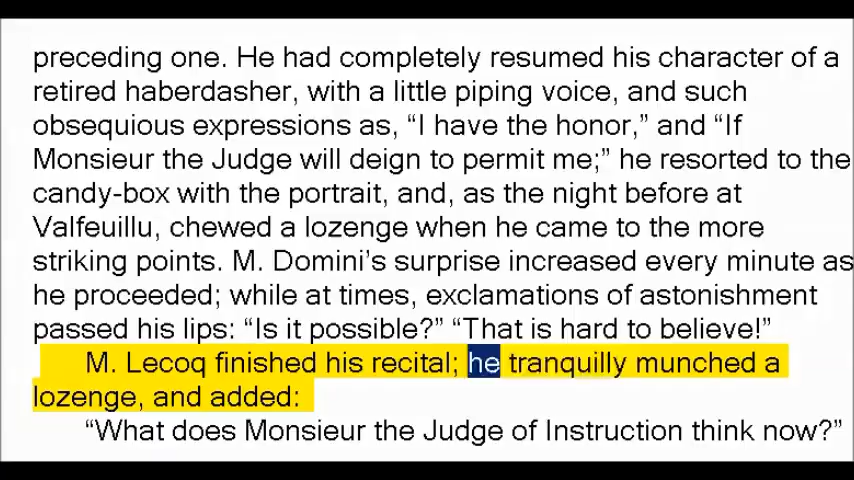 preceding one. He had completely resumed his character of a
retired haberdasher, with a little piping voice, and such
obsequious expressions as, “I have the honor,” and “If
Monsieur the Judge will deign to permit me;” he resorted to the
candy-box with the portrait, and, as the night before at
Valfeuillu, chewed a lozenge when he came to the more
striking points. M. Domini’s surprise increased every minute as
he proceeded; while at times, exclamations of astonishment
passed his lips: “Is it possible?” “That is hard to believe!”
M. Lecoq finished his recital; he tranquilly munched a
lozenge, and added:
“What does Monsieur the Judge of Instruction think now?”